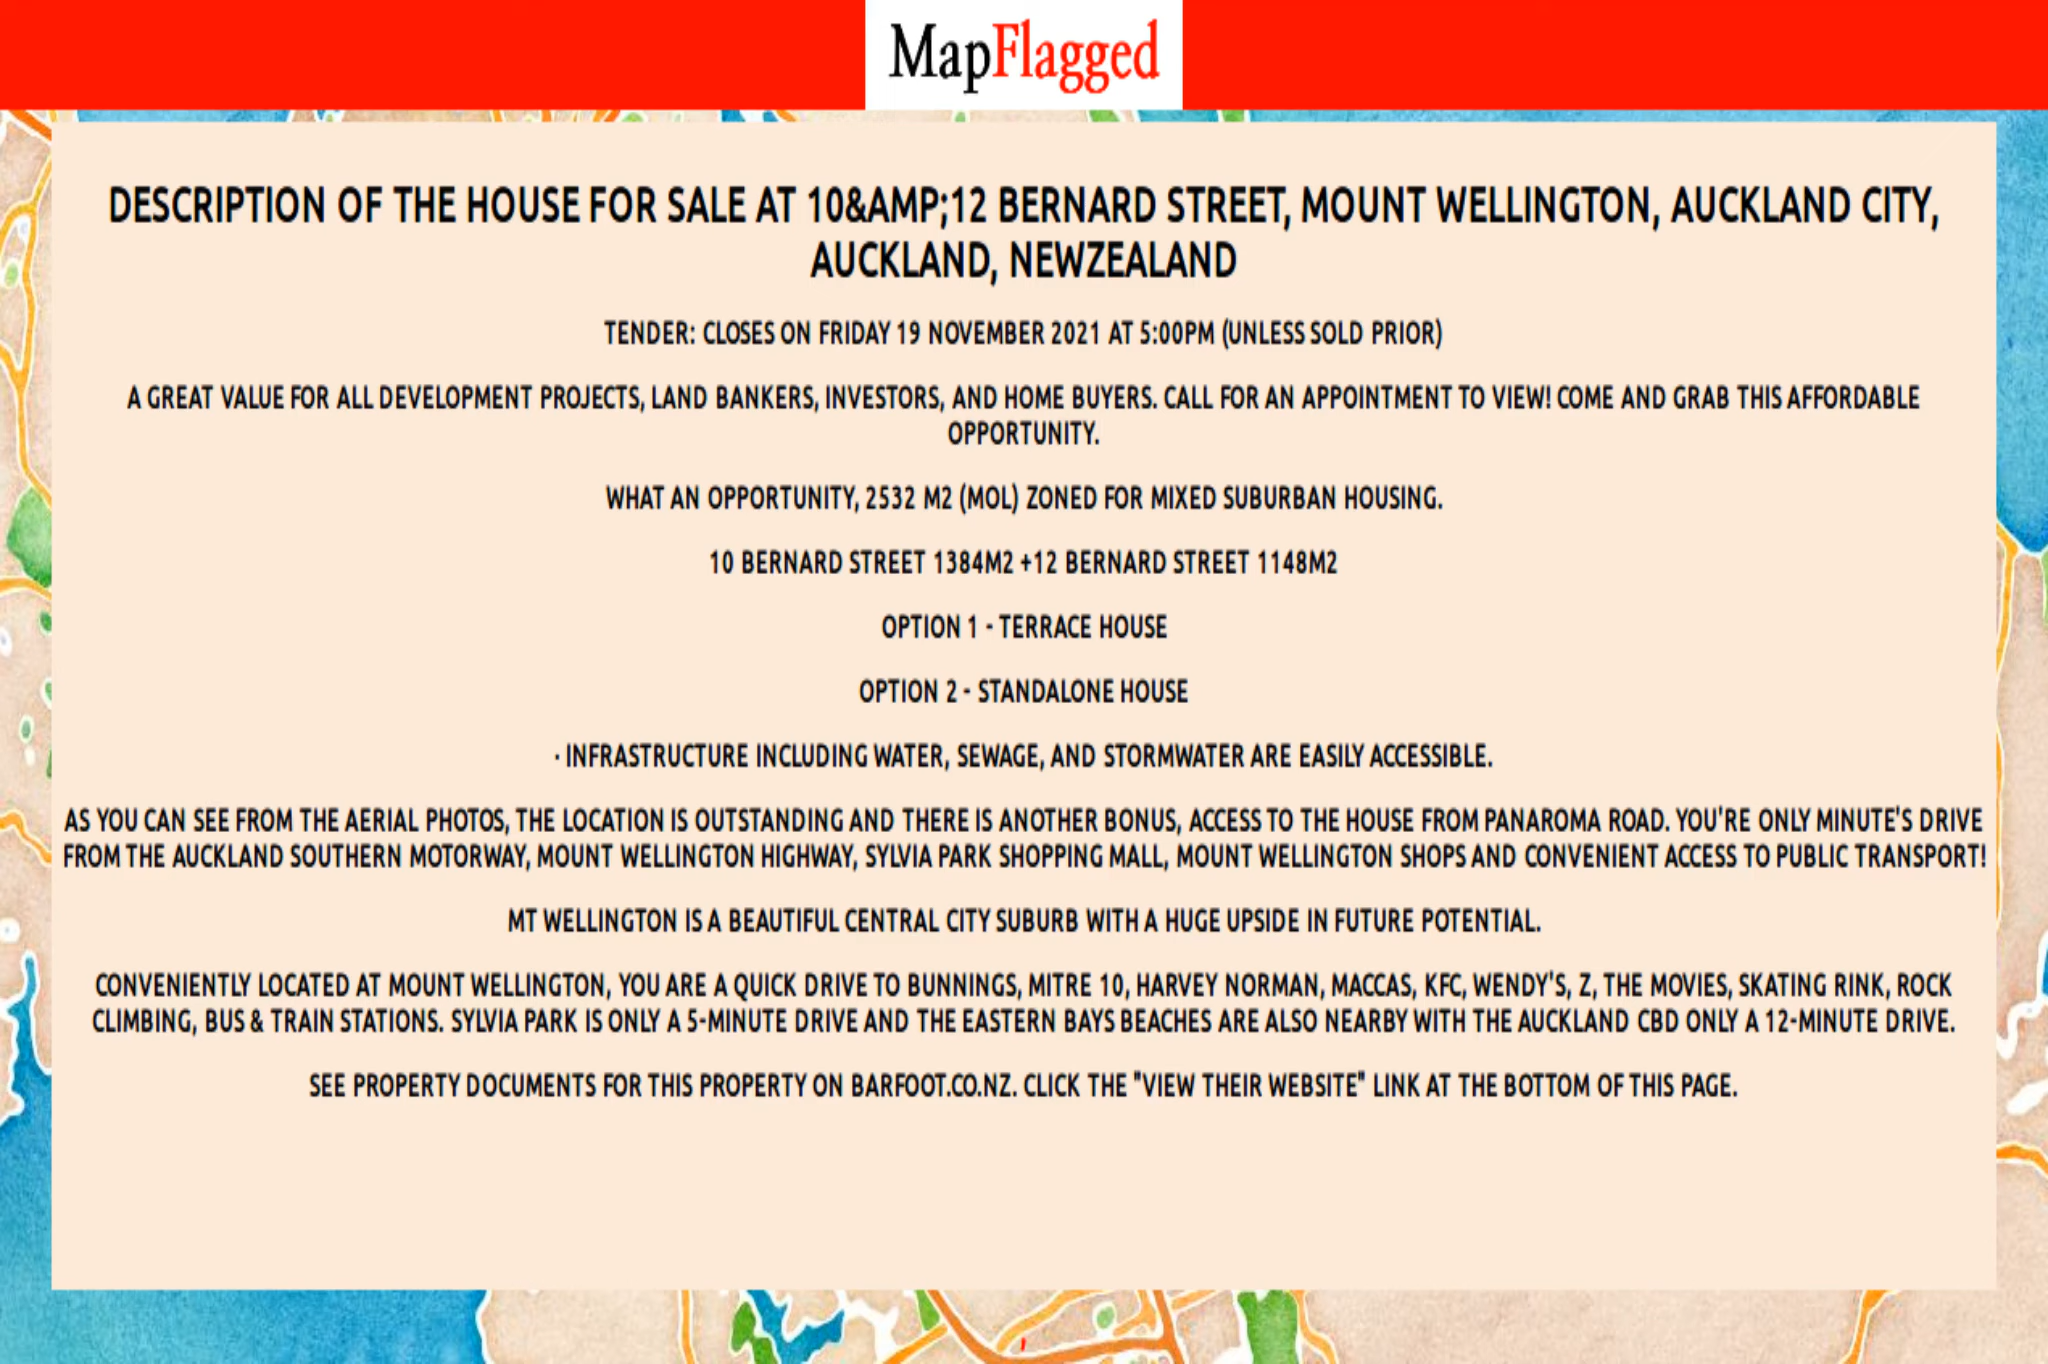 MapFlagged
DESCRIPTION OF THE HOUSE FOR SALE AT 10&AMP;12 BERNARD STREET, MOUNT WELLINGTON, AUCKLAND CITY,
AUCKLAND, NEWZEALAND
TENDER: CLOSES ON FRIDAY 19 NOVEMBER 2021 AT 5:00PM (UNLESS SOLD PRIOR)
A GREAT VALUE FOR ALL DEVELOPMENT PROJECTS, LAND BANKERS, INVESTORS, AND HOME BUYERS. CALL FOR AN APPOINTMENT TO VIEW! COME AND GRAB THIS AFFORDABLE
OPPORTUNITY.
WHAT AN OPPORTUNITY, 2532 M2 (MOL) ZONED FOR MIXED SUBURBAN HOUSING.
10 BERNARD STREET 1384M2 +12 BERNARD STREET 1148M2
OPTION 1 - TERRACE HOUSE
OPTION 2 - STANDALONE HOUSE
· INFRASTRUCTURE INCLUDING WATER, SEWAGE, AND STORMWATER ARE EASILY ACCESSIBLE.
AS YOU CAN SEE FROM THE AERIAL PHOTOS, THE LOCATION IS OUTSTANDING AND THERE IS ANOTHER BONUS, ACCESS TO THE HOUSE FROM PANAROMA ROAD. YOU'RE ONLY MINUTE'S DRIVE
FROM THE AUCKLAND SOUTHERN MOTORWAY, MOUNT WELLINGTON HIGHWAY, SYLVIA PARK SHOPPING MALL, MOUNT WELLINGTON SHOPS AND CONVENIENT ACCESS TO PUBLIC TRANSPORT!
MT WELLINGTON IS A BEAUTIFUL CENTRAL CITY SUBURB WITH A HUGE UPSIDE IN FUTURE POTENTIAL.
CONVENIENTLY LOCATED AT MOUNT WELLINGTON, YOU ARE A QUICK DRIVE TO BUNNINGS, MITRE 10, HARVEY NORMAN, MACCAS, KFC, WENDY'S, Z, THE MOVIES, SKATING RINK, ROCK
CLIMBING, BUS & TRAIN STATIONS. SYLVIA PARK IS ONLY A 5-MINUTE DRIVE AND THE EASTERN BAYS BEACHES ARE ALSO NEARBY WITH THE AUCKLAND CBD ONLY A 12-MINUTE DRIVE.
SEE PROPERTY DOCUMENTS FOR THIS PROPERTY ON BARFOOT.CO.NZ. CLICK THE "VIEW THEIR WEBSITE" LINK AT THE BOTTOM OF THIS PAGE.